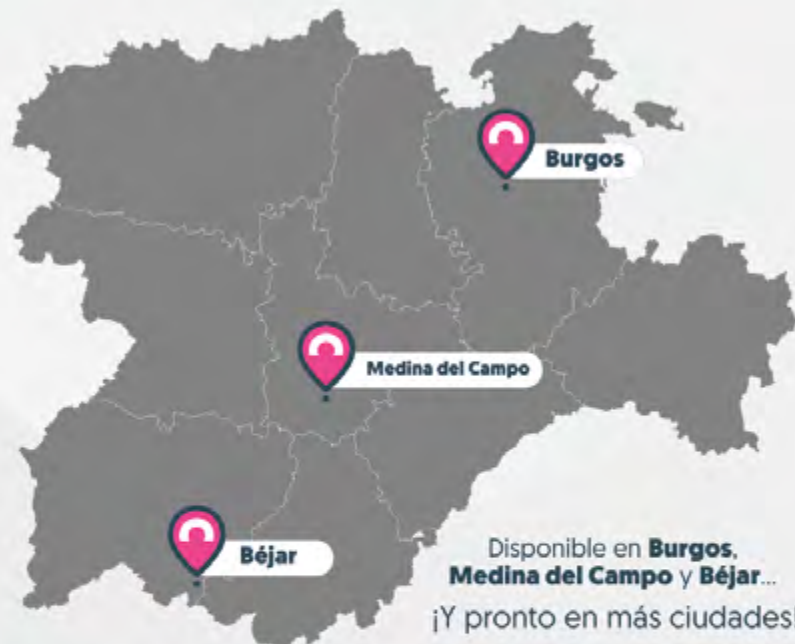 Burgos
Medina del Campo
Béjar
Disponible en Burgos,
Medina del Campo y Béjar...
¡Y pronto en más ciudades!